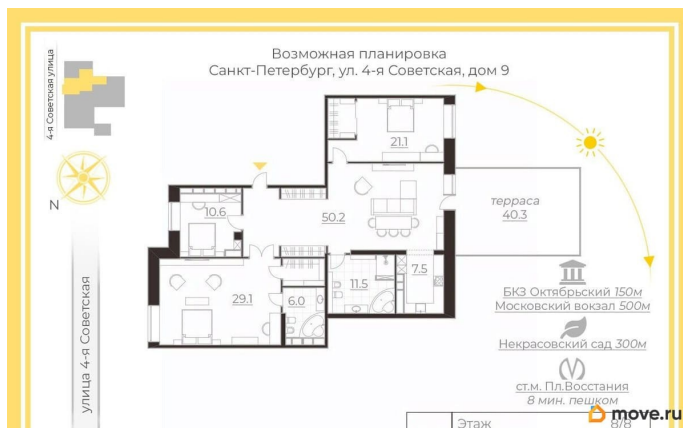 Возможная планировка
Санкт-Петербург, ул. 4-я Советская, дом 9
4-я Советская улица
N
улица 4-я Советская
21.1
10.6
50.2
терраса
40.3
7.5
11.5
29.1
6.0
БКЗ Октябрьский 150м
Московский вокзал 500м
Некрасовский сад 300м
ст.м. Пл.Восстания
8 мин. пешком
Этаж 8/8
move.ru